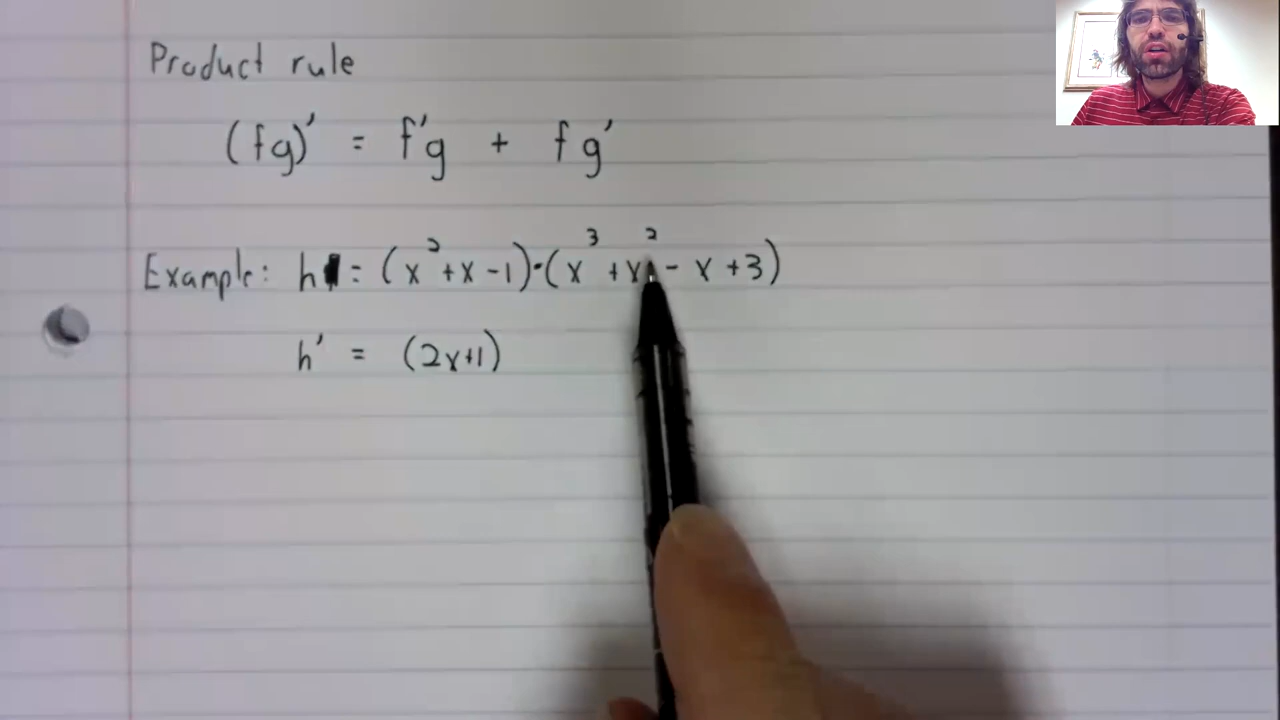 Product rule
(fg)' = f'g + fg'
Example: h = (x² + x - 1)·(x³ + x² - x + 3)
h' = (2x+1)